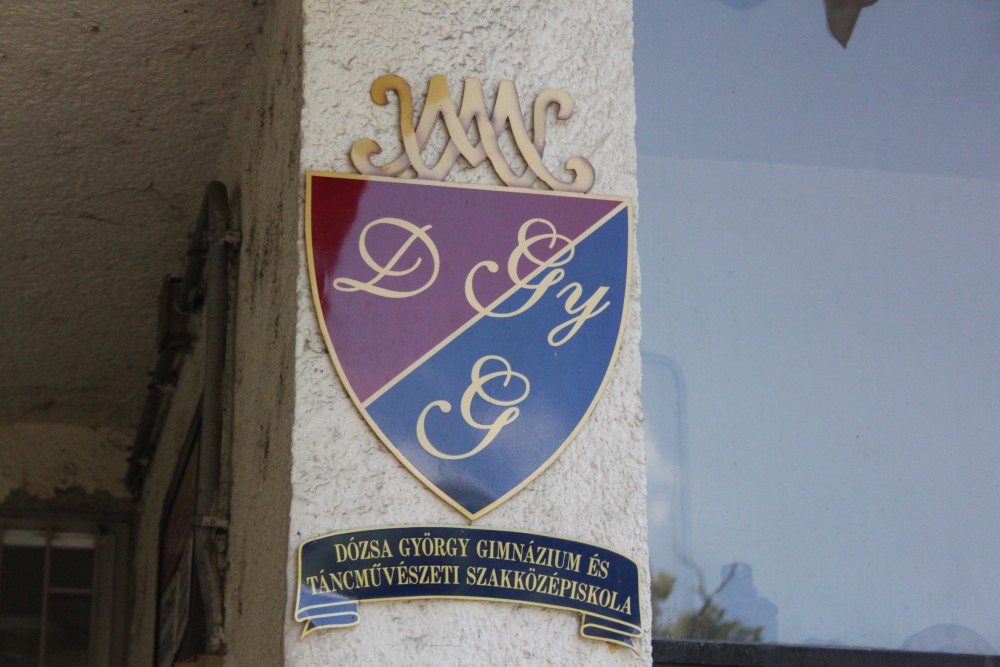 D Gy
G
DÓZSA GYÖRGY GIMNÁZIUM ÉS
TÁNCMŰVÉSZETI SZAKKÖZÉPISKOLA